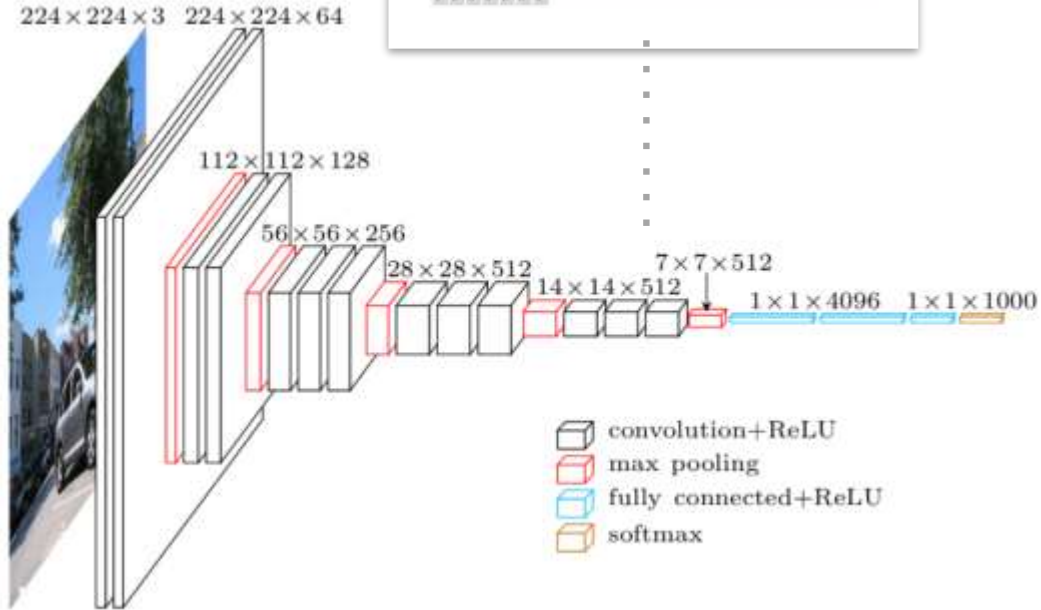 224×224×3 224×224×64
112×112×128
56×56×256
28×28×512
14×14×512
7×7×512
1×1×4096 1×1×1000
convolution+ReLU
max pooling
fully connected+ReLU
softmax